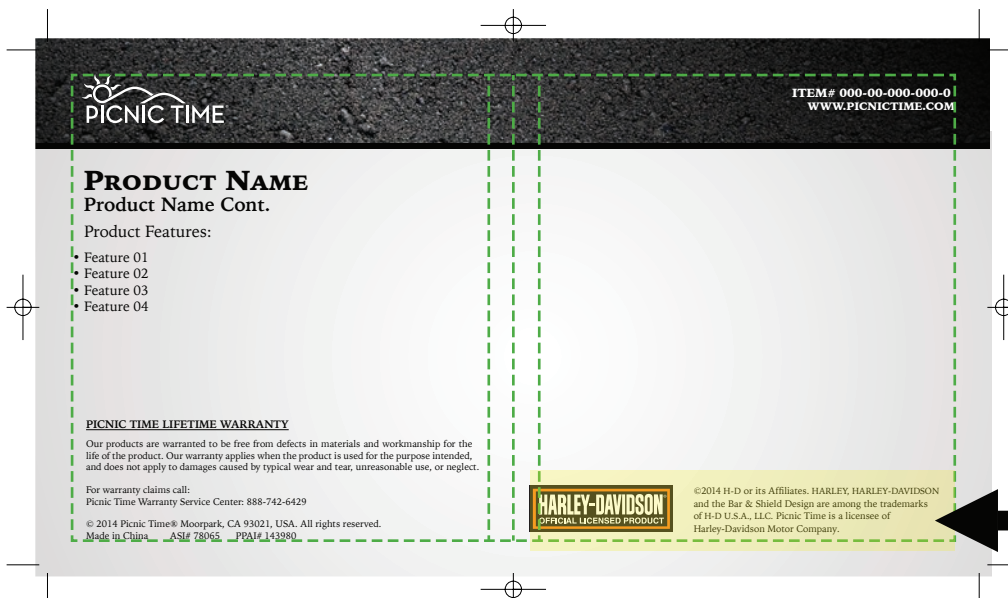 PICNIC TIME
ITEM# 000-00-000-000-0
WWW.PICNICTIME.COM
PRODUCT NAME
Product Name Cont.
Product Features:
• Feature 01
• Feature 02
• Feature 03
• Feature 04
PICNIC TIME LIFETIME WARRANTY
Our products are warranted to be free from defects in materials and workmanship for the
life of the product. Our warranty applies when the product is used for the purpose intended,
and does not apply to damages caused by typical wear and tear, unreasonable use, or neglect.
For warranty claims call:
Picnic Time Warranty Service Center: 888-742-6429
© 2014 Picnic Time® Moorpark, CA 93021, USA. All rights reserved.
Made in China ASI# 78065 PPAI# 143980
HARLEY-DAVIDSON
OFFICIAL LICENSED PRODUCT
©2014 H-D or its Affiliates. HARLEY, HARLEY-DAVIDSON
and the Bar & Shield Design are among the trademarks
of H-D U.S.A., LLC. Picnic Time is a licensee of
Harley-Davidson Motor Company.